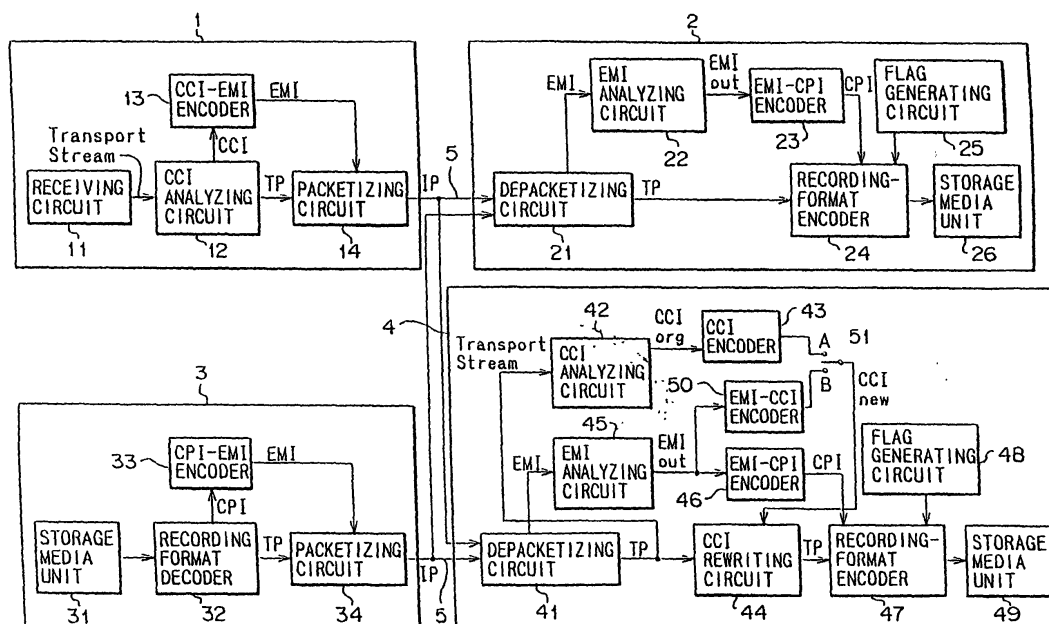 1
13
CCI-EMI
ENCODER
EMI
Transport
Stream
CCI
RECEIVING
CIRCUIT
11
CCI
ANALYZING
CIRCUIT
12
TP
PACKETIZING
CIRCUIT
14
IP
5
2
EMI
EMI
ANALYZING
CIRCUIT
22
EMI
out
EMI-CPI
ENCODER
23
CPI
FLAG
GENERATING
CIRCUIT
25
DEPACKETIZING
CIRCUIT
21
TP
RECORDING-
FORMAT
ENCODER
24
STORAGE
MEDIA
UNIT
26
3
33
CPI-EMI
ENCODER
EMI
CPI
STORAGE
MEDIA
UNIT
31
RECORDING
FORMAT
DECODER
32
TP
PACKETIZING
CIRCUIT
34
IP
5
4
Transport
Stream
42
CCI
ANALYZING
CIRCUIT
CCI
org
CCI
ENCODER
43
A
51
B
CCI
new
50
EMI-CCI
ENCODER
45
EMI
EMI
ANALYZING
CIRCUIT
EMI
out
EMI-CPI
ENCODER
46
CPI
FLAG
GENERATING
CIRCUIT
48
DEPACKETIZING
CIRCUIT
41
TP
CCI
REWRITING
CIRCUIT
44
TP
RECORDING-
FORMAT
ENCODER
47
STORAGE
MEDIA
UNIT
49